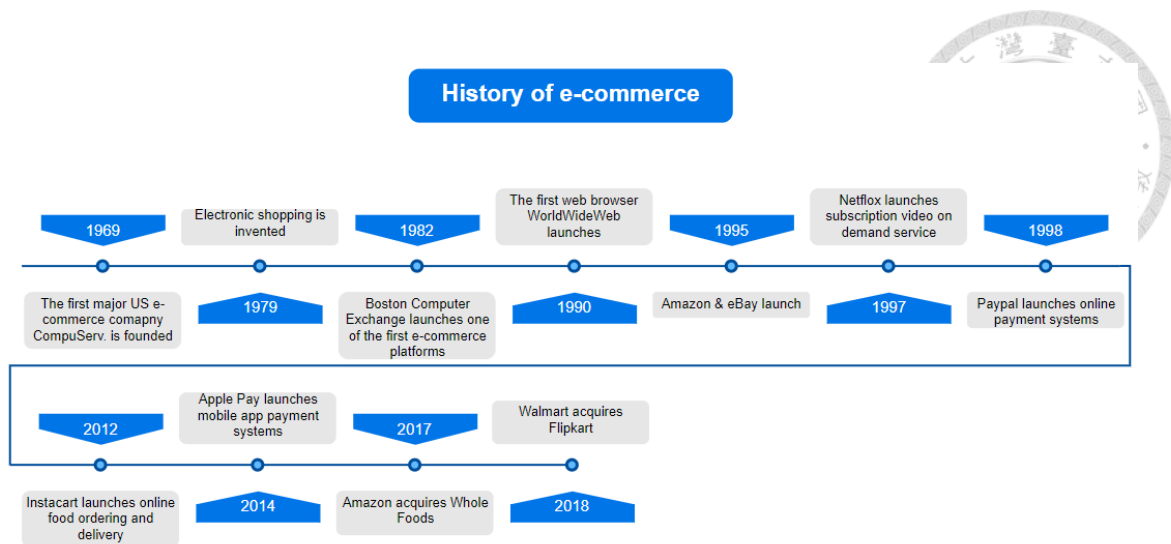 灣臺
History of e-commerce
1969
The first major US e-
commerce comapny
CompuServ. is founded
Electronic shopping is
invented
1979
1982
Boston Computer
Exchange launches one
of the first e-commerce
platforms
The first web browser
WorldWideWeb
launches
1990
1995
Amazon & eBay launch
Netflox launches
subscription video on
demand service
1997
1998
Paypal launches online
payment systems
2012
Instacart launches online
food ordering and
delivery
Apple Pay launches
mobile app payment
systems
2014
2017
Amazon acquires Whole
Foods
Walmart acquires
Flipkart
2018